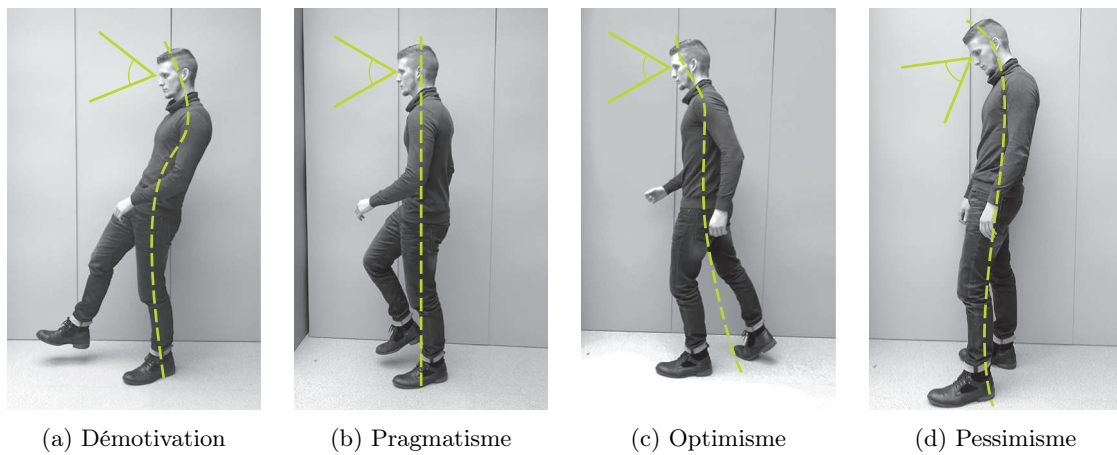 (a) Démotivation
(b) Pragmatisme
(c) Optimisme
(d) Pessimisme